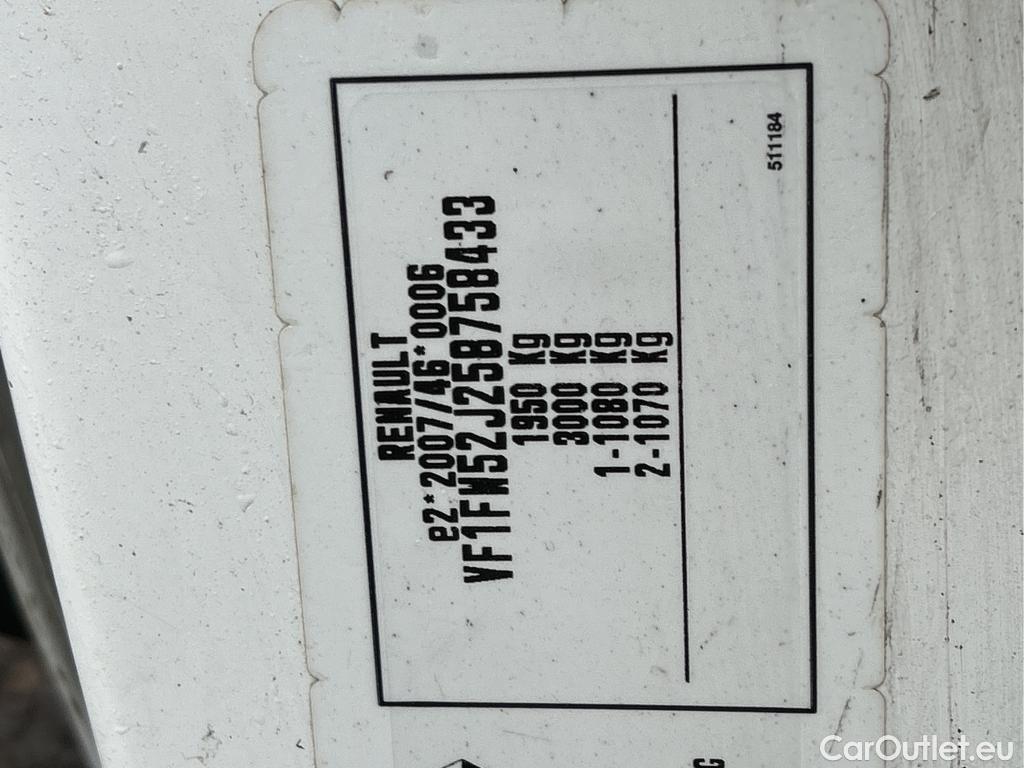 RENAULT
e2*2007/46*0006
VF1FW52J258758433
1950 Kg
3000 Kg
1-1080 Kg
2-1070 Kg
511184
G
CarOutlet.eu